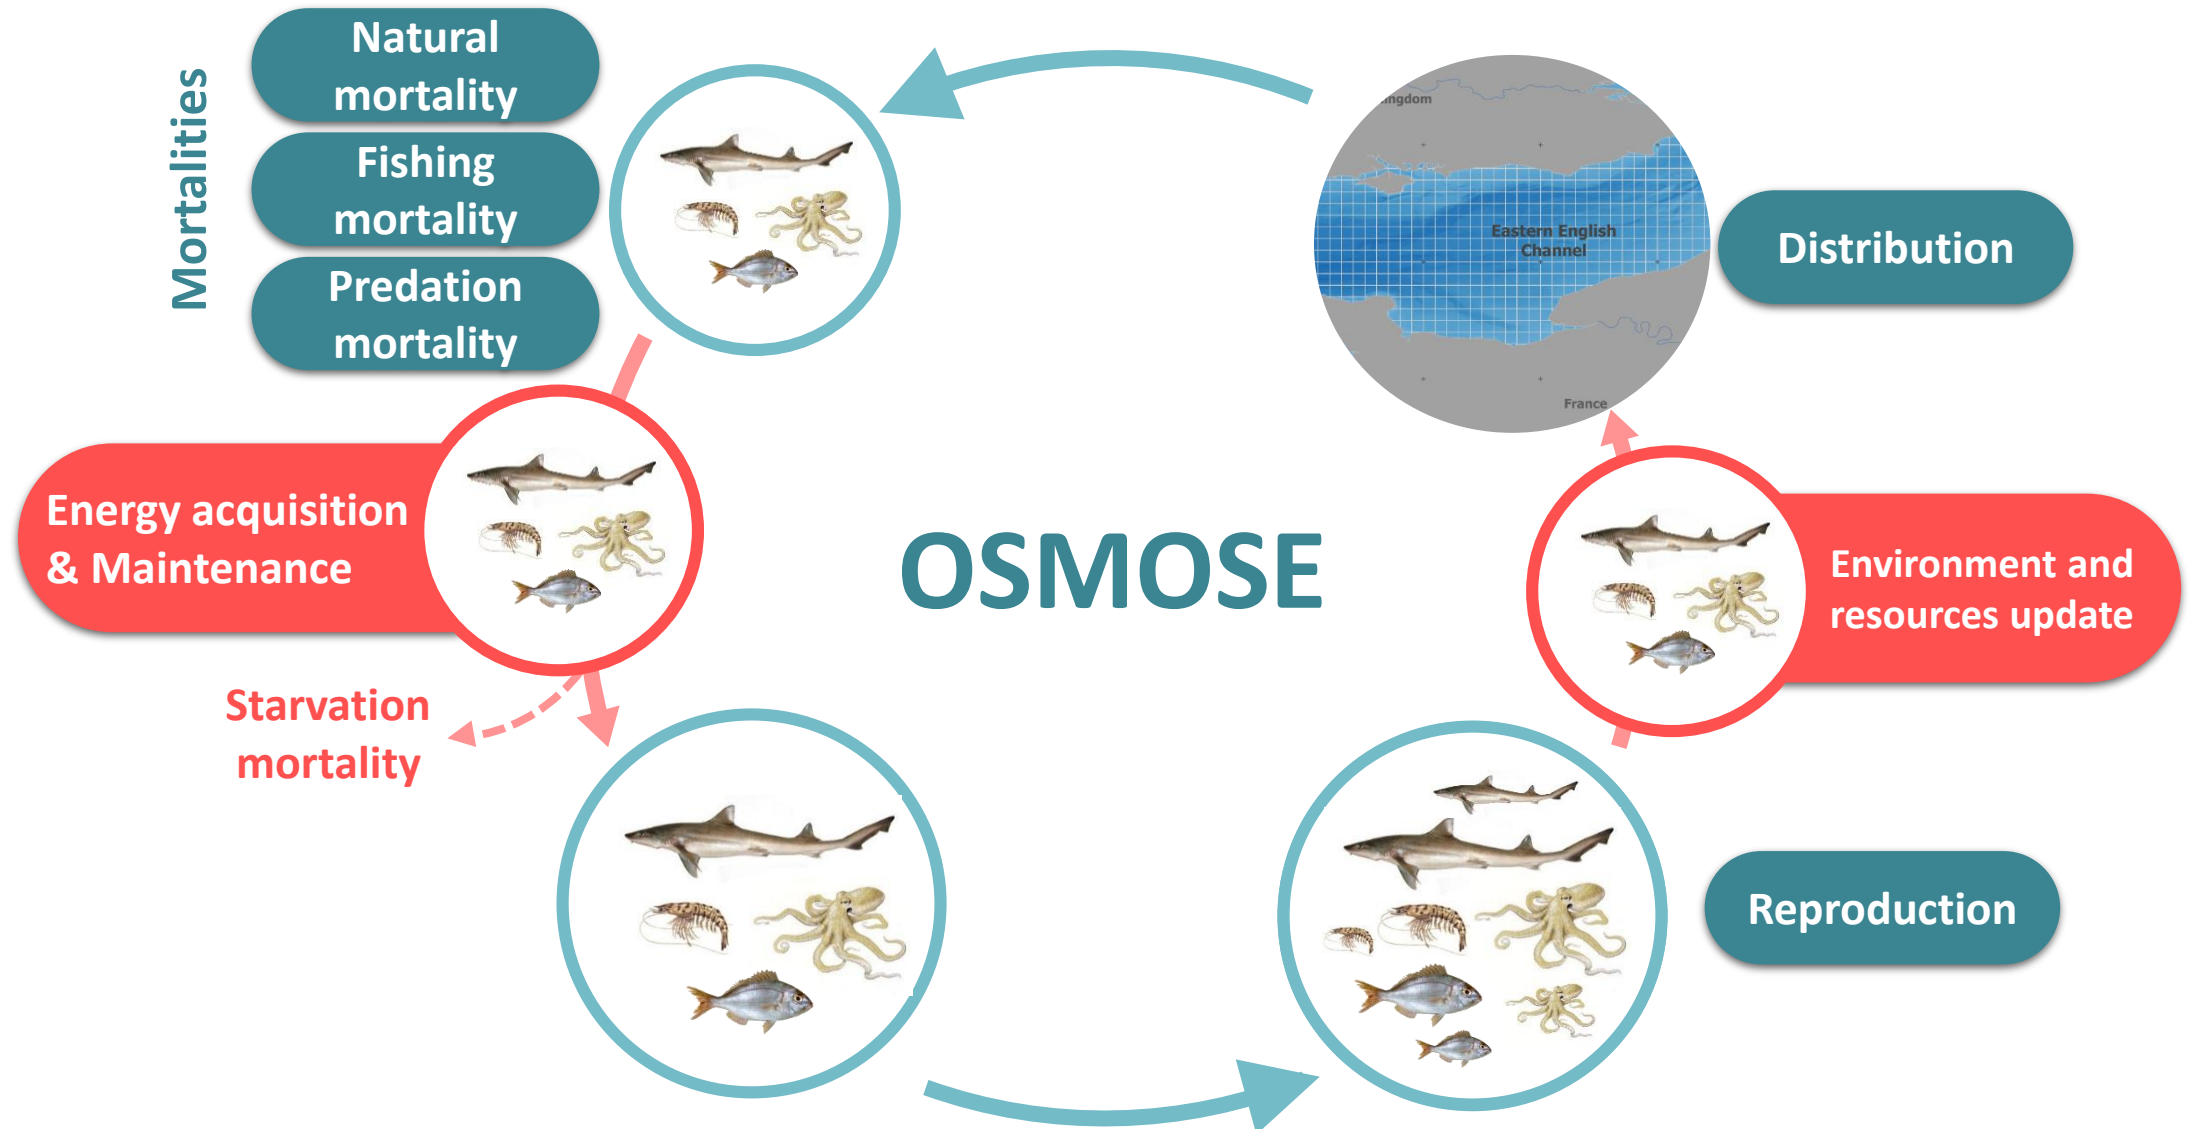 Mortalities
Natural
mortality
Fishing
mortality
Predation
mortality
ngdom
Eastern English
Channel
France
Distribution
Energy acquisition
& Maintenance
OSMOSE
Environment and
resources update
Starvation
mortality
Reproduction